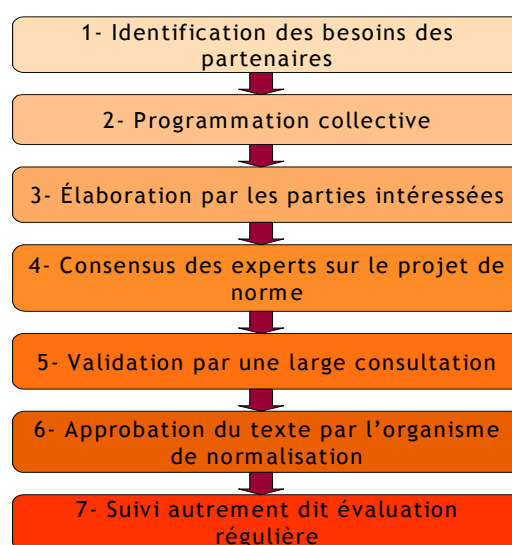 1- Identification des besoins des
partenaires
2- Programmation collective
3- Élaboration par les parties intéressées
4- Consensus des experts sur le projet de
norme
5- Validation par une large consultation
6- Approbation du texte par l’organisme
de normalisation
7- Suivi autrement dit évaluation
régulière